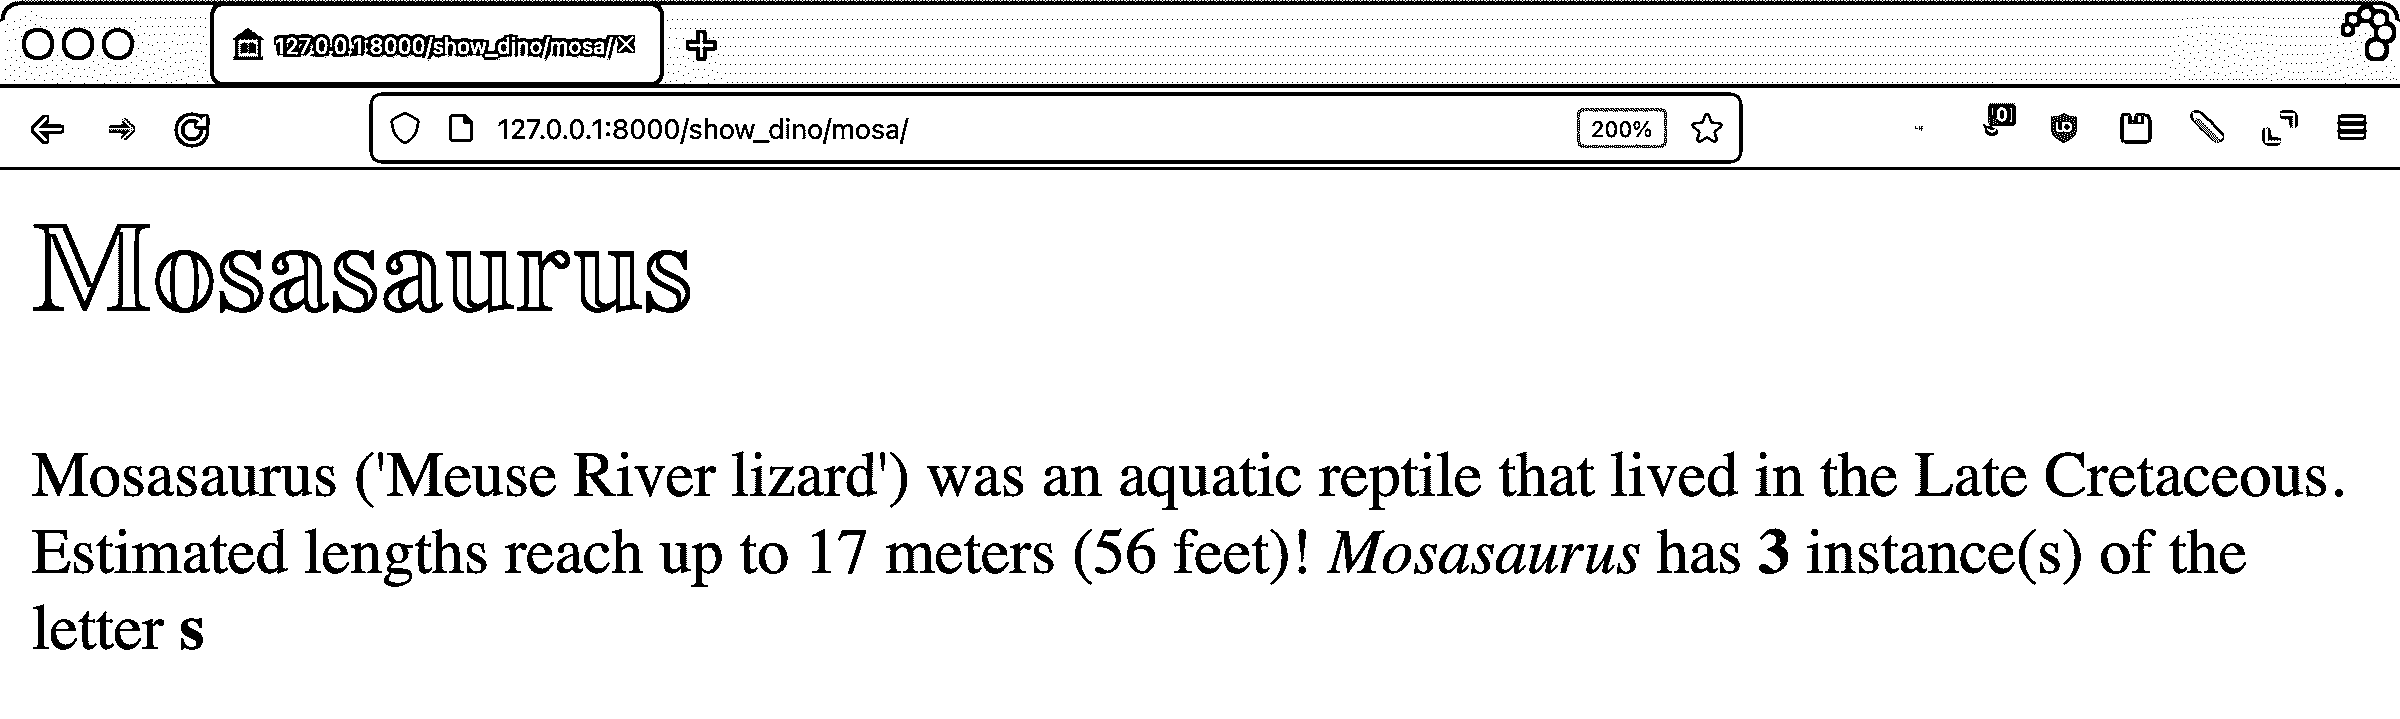 127.0.0.1:8000/show_dino/mosa/
127.0.0.1:8000/show_dino/mosa/
200%
Mosasaurus
Mosasaurus ('Meuse River lizard') was an aquatic reptile that lived in the Late Cretaceous.
Estimated lengths reach up to 17 meters (56 feet)! Mosasaurus has 3 instance(s) of the
letter s